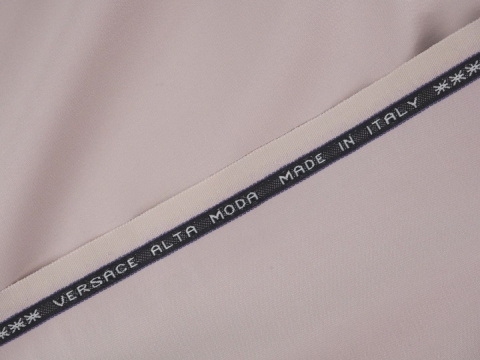 *** VERSACE ALTA MODA MADE IN ITALY ***